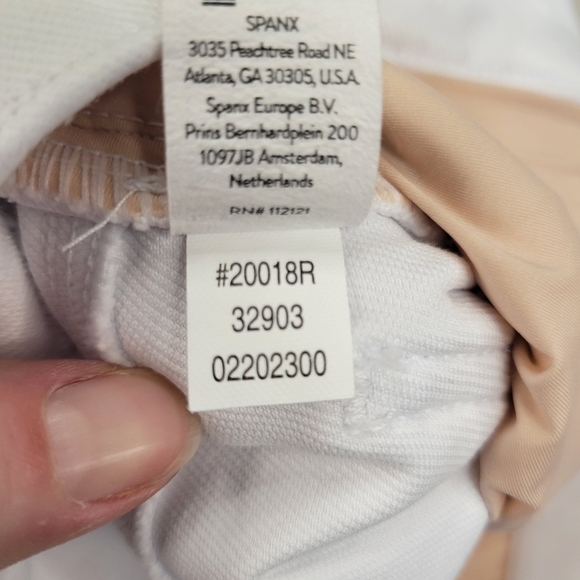 SPANX
3035 Peachtree Road NE
Atlanta, GA 30305, U.S.A.
Spanx Europe B.V.
Prins Bernhardplein 200
1097JB Amsterdam,
Netherlands
RN# 112121
#20018R
32903
02202300